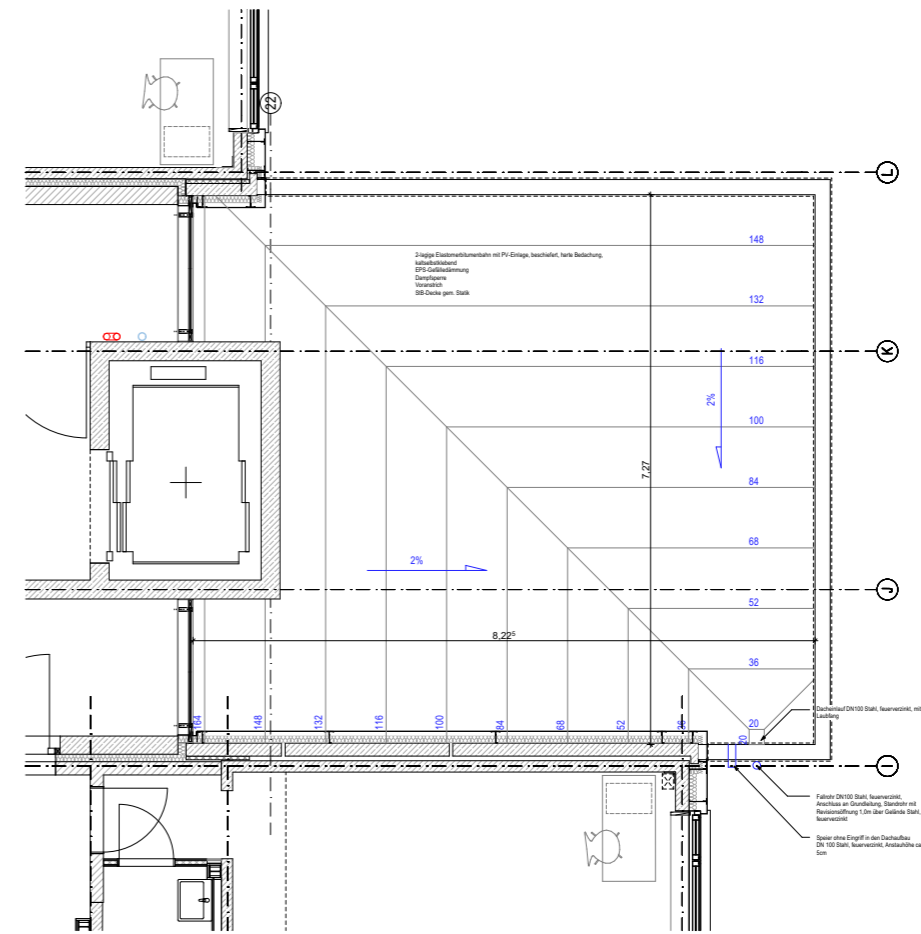 22
L
148
2-lagige Elastomerbitumenbahn mit PV-Einlage, beschiefert, harte Bedachung,
kaltselbstklebend
EPS-Gefälledämmung
Dampfsperre
Voranstrich
StB-Decke gem. Statik
132
K
116
2%
100
7,27
84
68
2%
J
52
8,22⁵
36
164
148
132
116
100
84
68
52
36
20
20
Dacheinlauf DN100 Stahl, feuerverzinkt, mit
Laubfang
I
Fallrohr DN100 Stahl, feuerverzinkt,
Anschluss an Grundleitung, Standrohr mit
Revisionsöffnung 1,0m über Gelände Stahl,
feuerverzinkt
Speier ohne Eingriff in den Dachaufbau
DN 100 Stahl, feuerverzinkt, Anstauhöhe ca
5cm